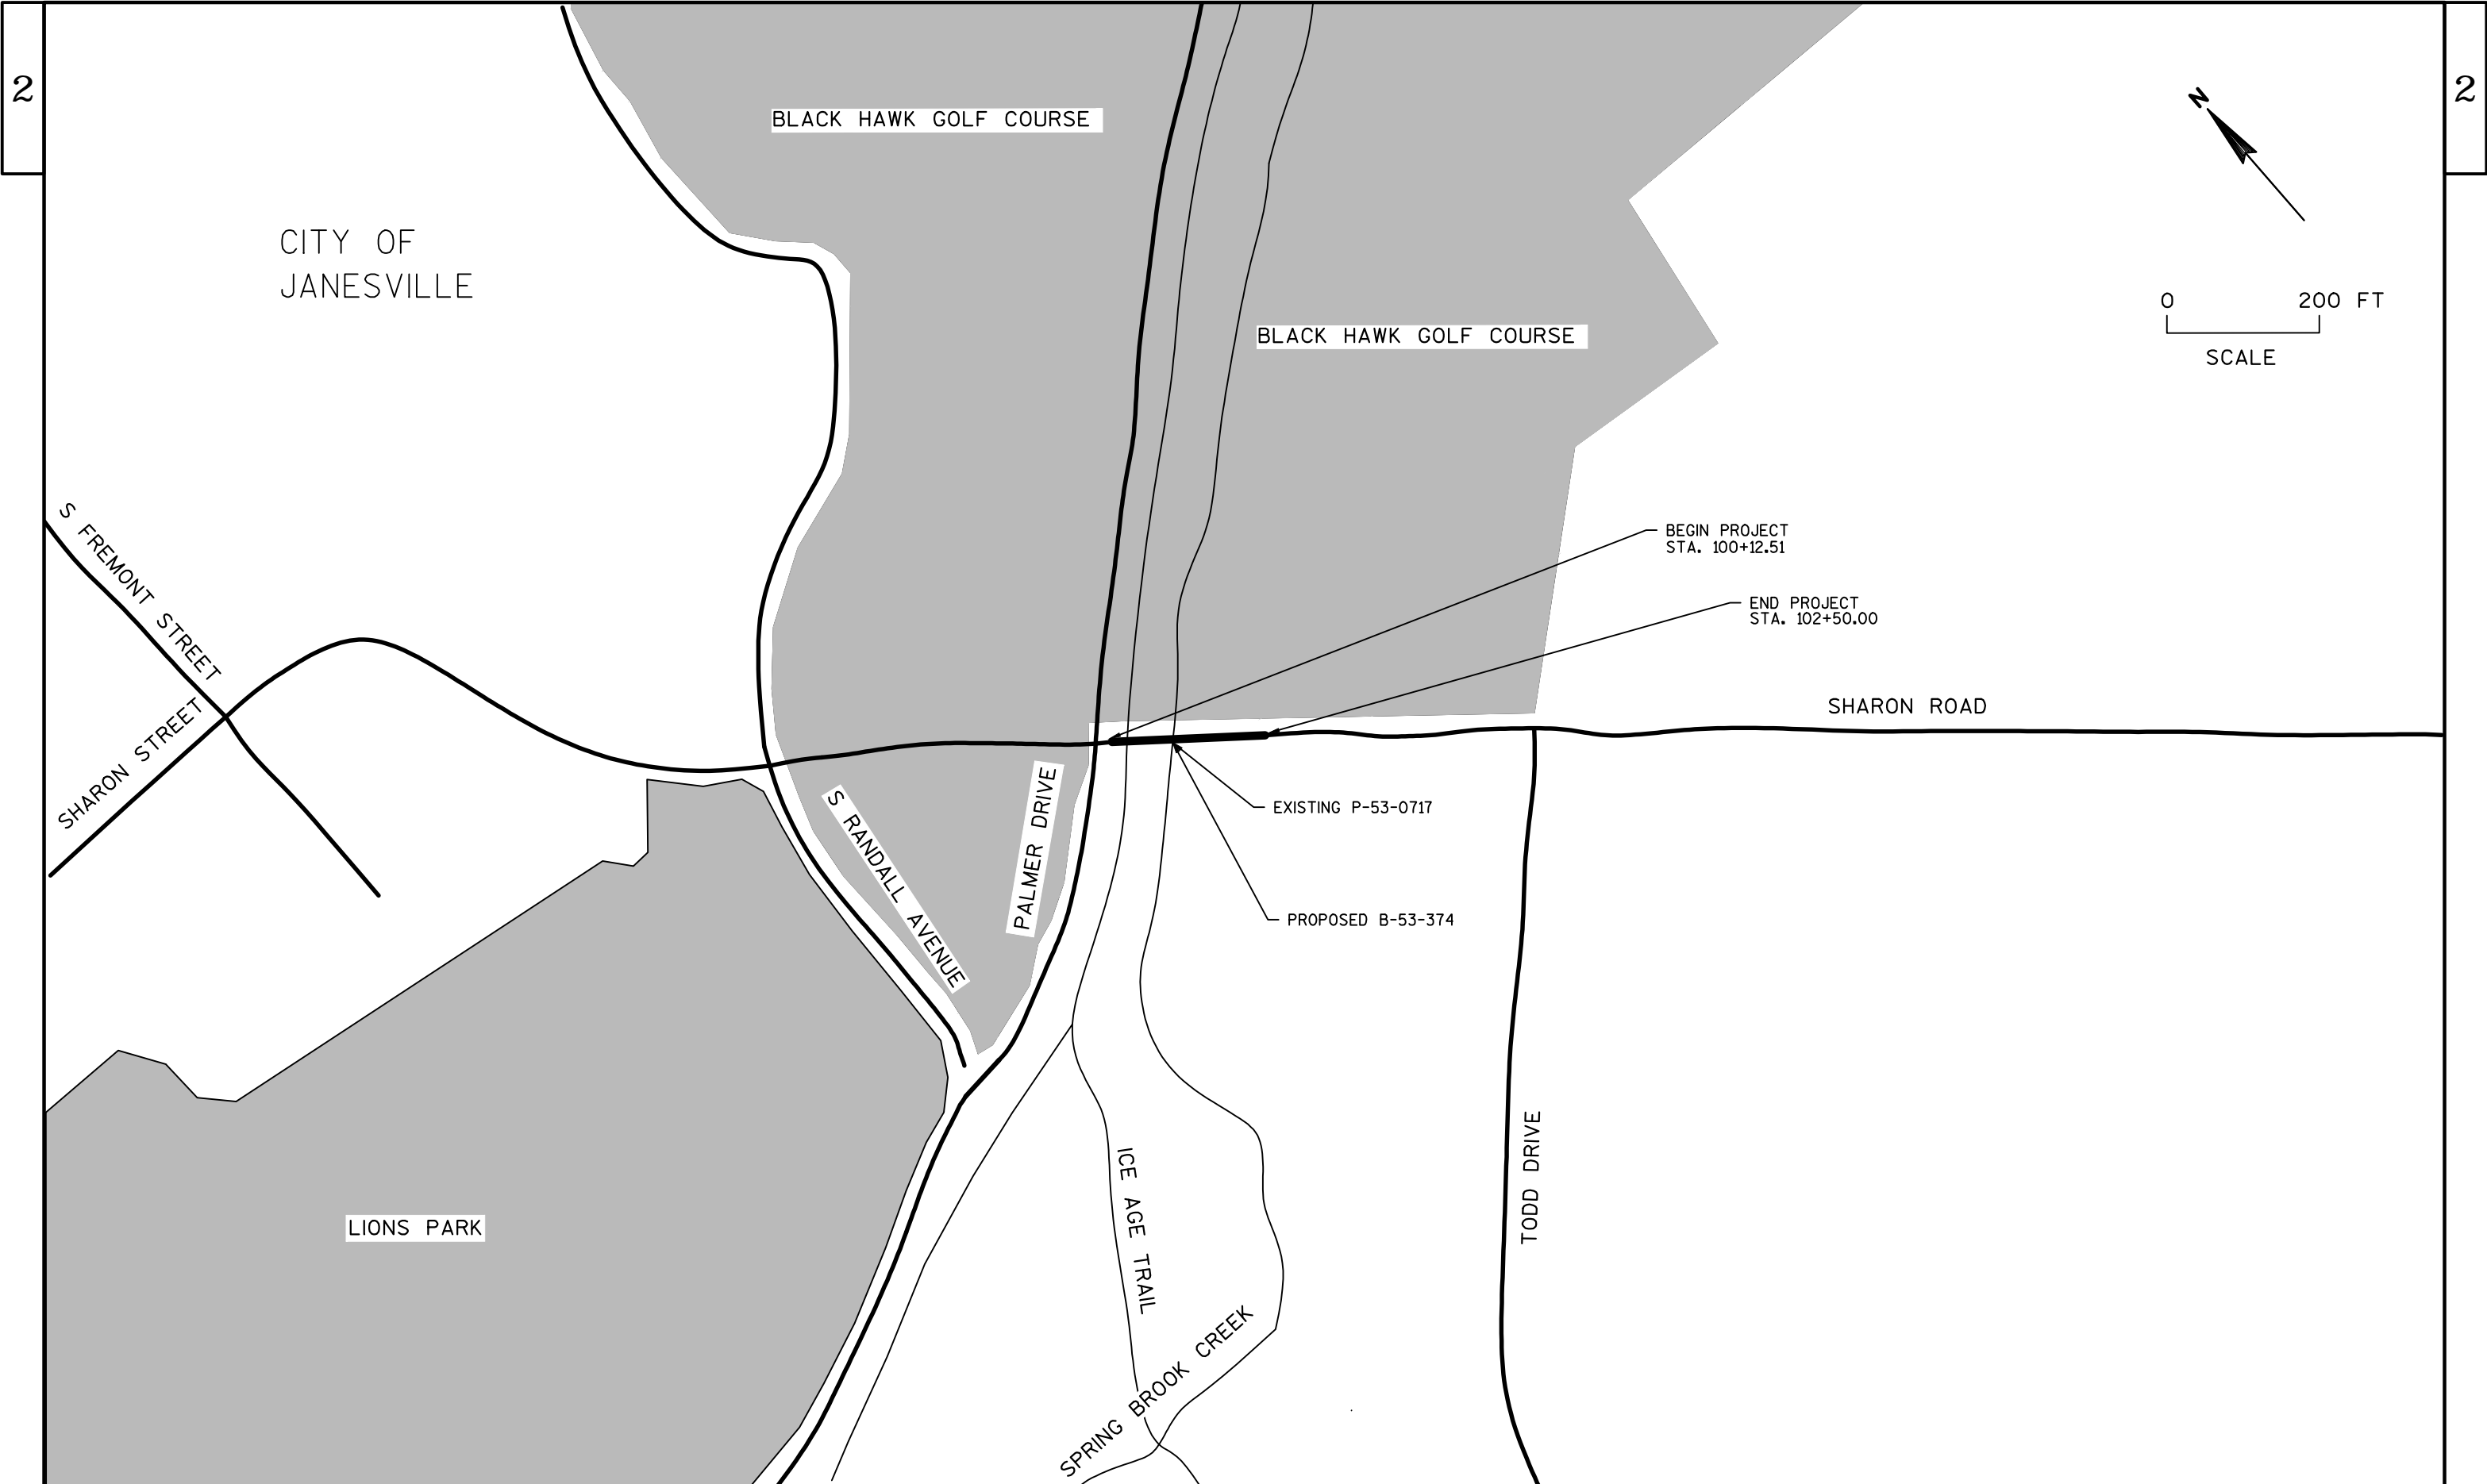 2
2
BLACK HAWK GOLF COURSE
N
CITY OF
JANESVILLE
0 200 FT
SCALE
BLACK HAWK GOLF COURSE
S FREMONT STREET
BEGIN PROJECT
STA. 100+12.51
END PROJECT
STA. 102+50.00
SHARON STREET
SHARON ROAD
S RANDALL AVENUE
PALMER DRIVE
EXISTING P-53-0717
PROPOSED B-53-374
ICE AGE TRAIL
TODD DRIVE
LIONS PARK
SPRING BROOK CREEK